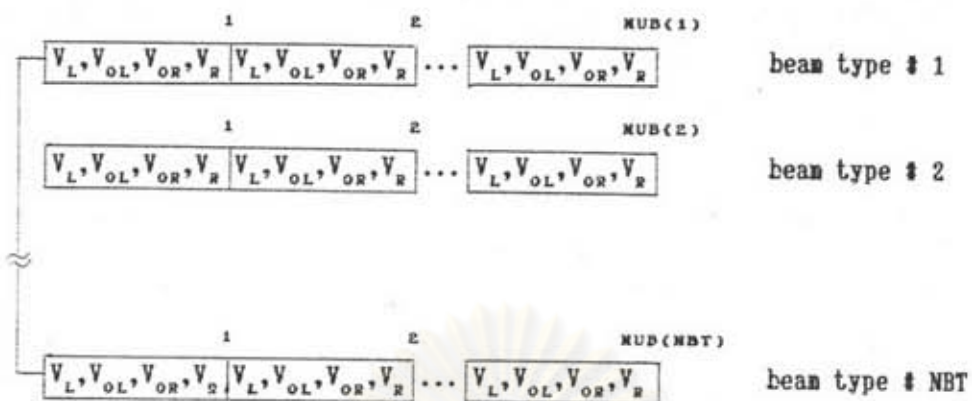 1 2 NUB(1)
V_L,V_OL,V_OR,V_R V_L,V_OL,V_OR,V_R ... V_L,V_OL,V_OR,V_R beam type # 1
1 2 NUB(2)
V_L,V_OL,V_OR,V_R V_L,V_OL,V_OR,V_R ... V_L,V_OL,V_OR,V_R beam type # 2
1 2 NUB(NBT)
V_L,V_OL,V_OR,V_2 V_L,V_OL,V_OR,V_R ... V_L,V_OL,V_OR,V_R beam type # NBT